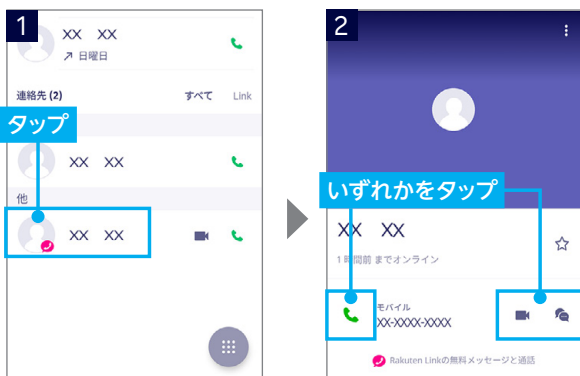 1
XX XX
日曜日
連絡先 (2)
すべて Link
タップ
XX XX
他
XX XX
2
いずれかをタップ
XX XX
1時間前 までオンライン
モバイル
XX-XXXX-XXXX
Rakuten Linkの無料メッセージと通話